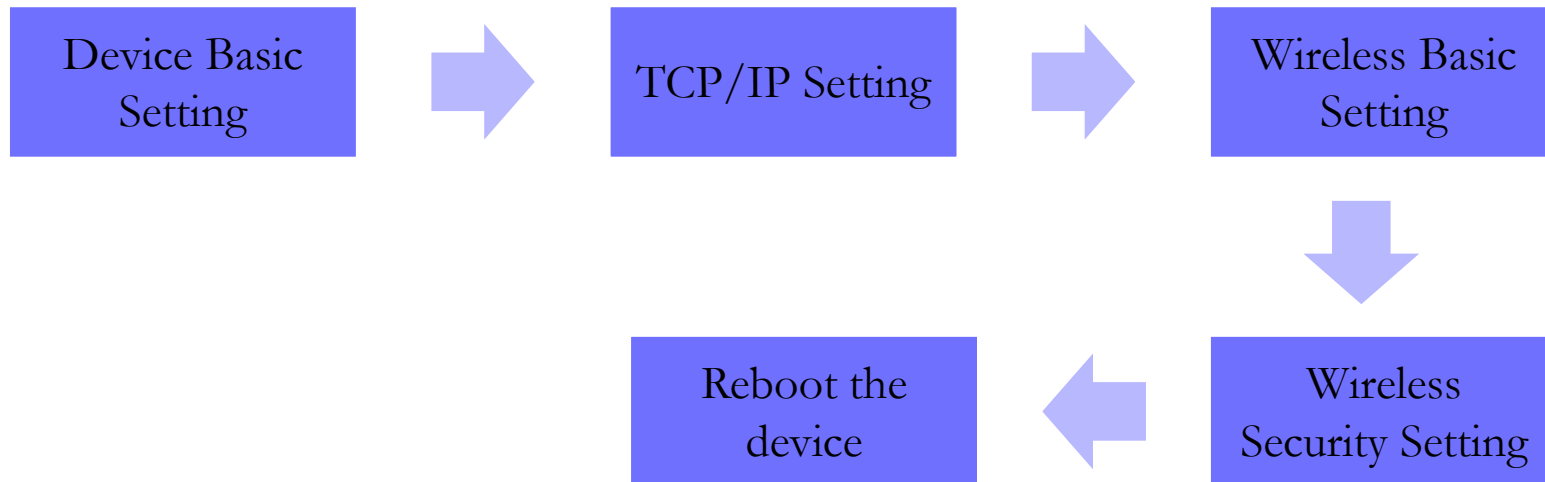 Device Basic
Setting
TCP/IP Setting
Wireless Basic
Setting
Wireless
Security Setting
Reboot the
device